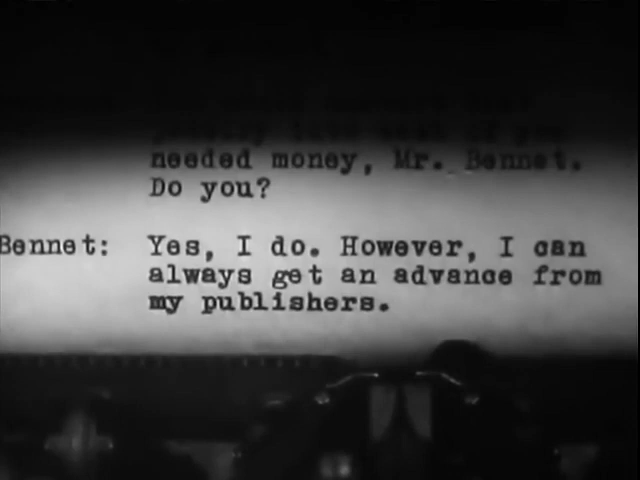 needed money, Mr. Bennet.
Do you?
Bennet: Yes, I do. However, I can
always get an advance from
my publishers.